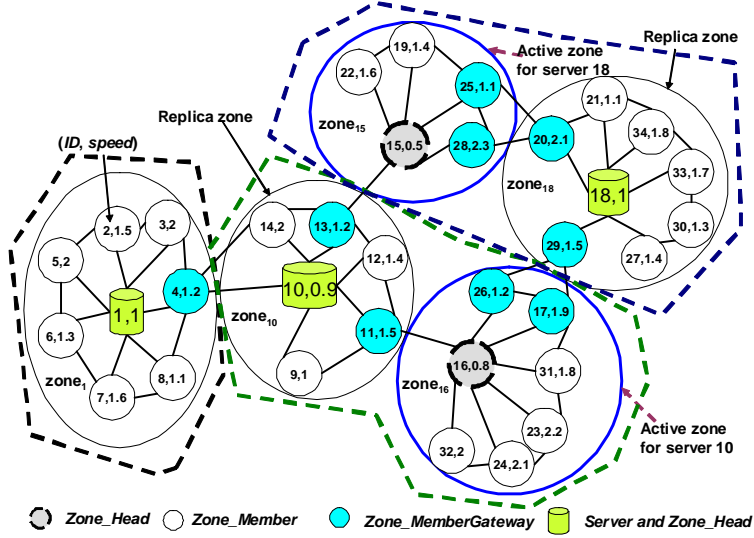 19,1.4
Replica zone
Active zone
for server 18
22,1.6
25,1.1
21,1.1
zone15
34,1.8
Replica zone
20,2.1
(ID, speed)
15,0.5
28,2.3
33,1.7
zone18
18,1
2,1.5
3,2
14,2
13,1.2
30,1.3
29,1.5
5,2
12,1.4
27,1.4
4,1.2
10,0.9
26,1.2
1,1
17,1.9
zone10
11,1.5
6,1.3
zone1
16,0.8
31,1.8
8,1.1
9,1
zone16
7,1.6
Active zone
for server 10
23,2.2
32,2
24,2.1
Zone_Head
Zone_Member
Zone_MemberGateway
Server and Zone_Head